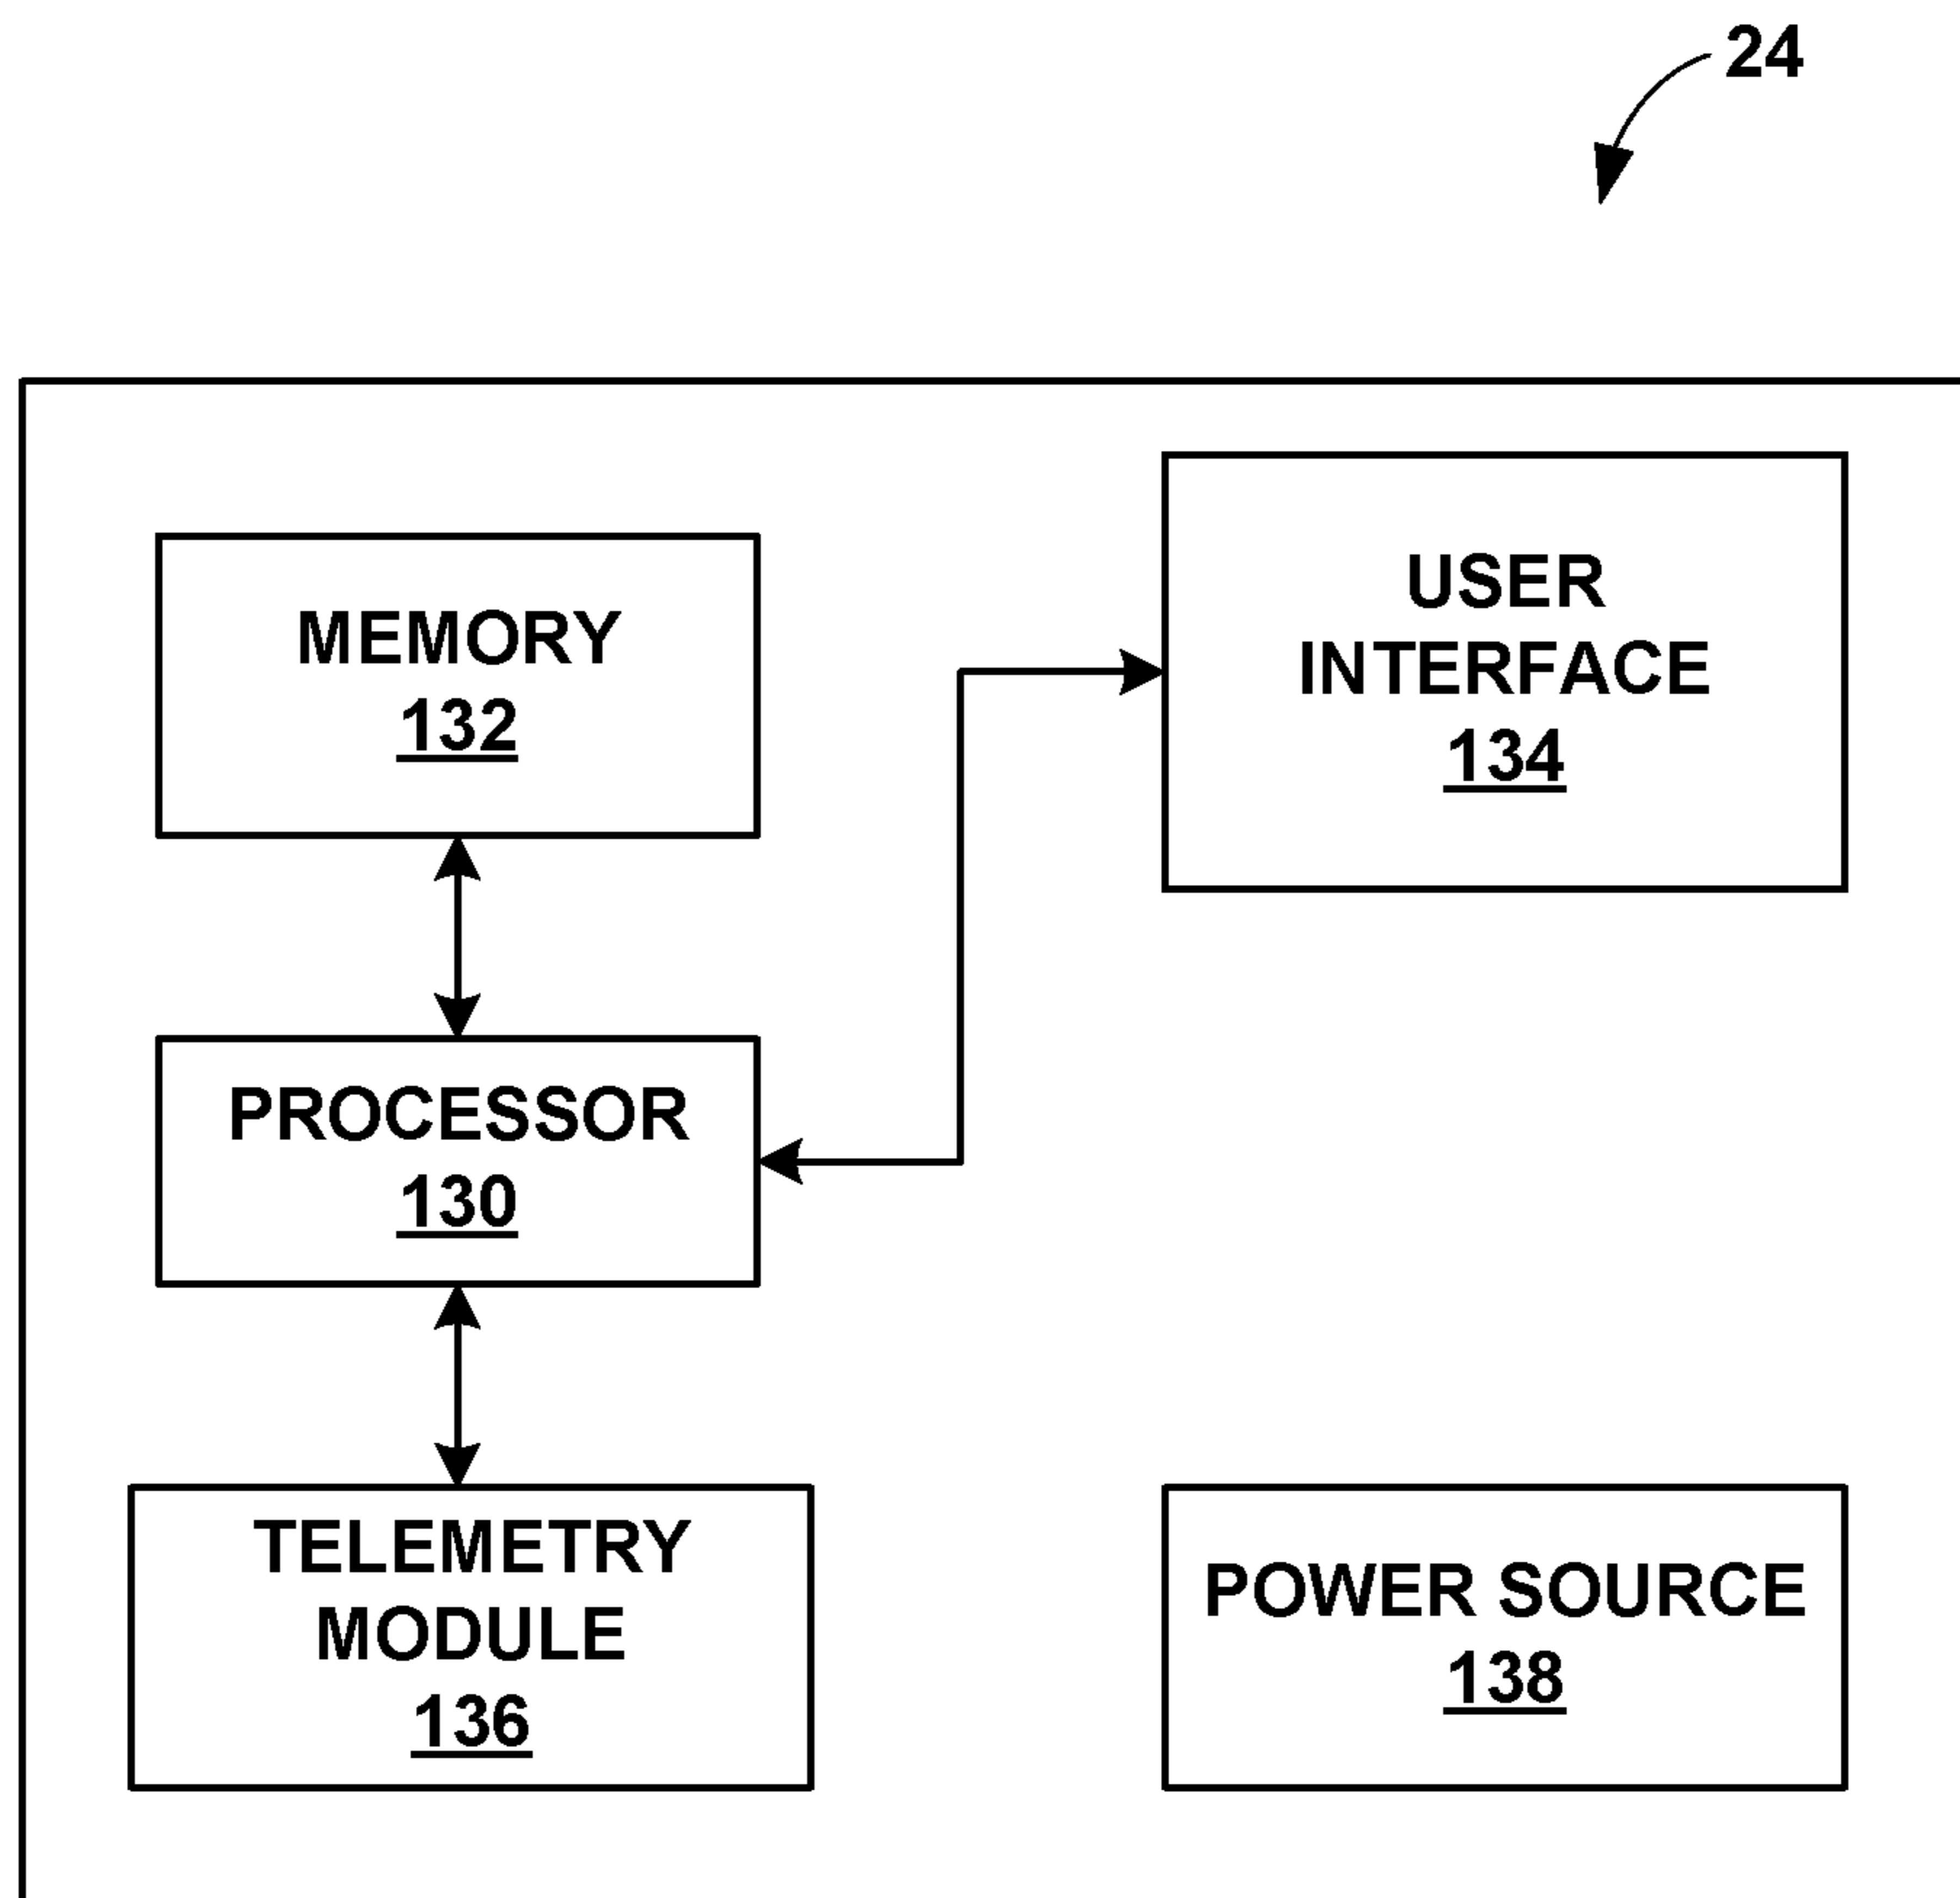 24
MEMORY
132
USER
INTERFACE
134
PROCESSOR
130
TELEMETRY
MODULE
136
POWER SOURCE
138